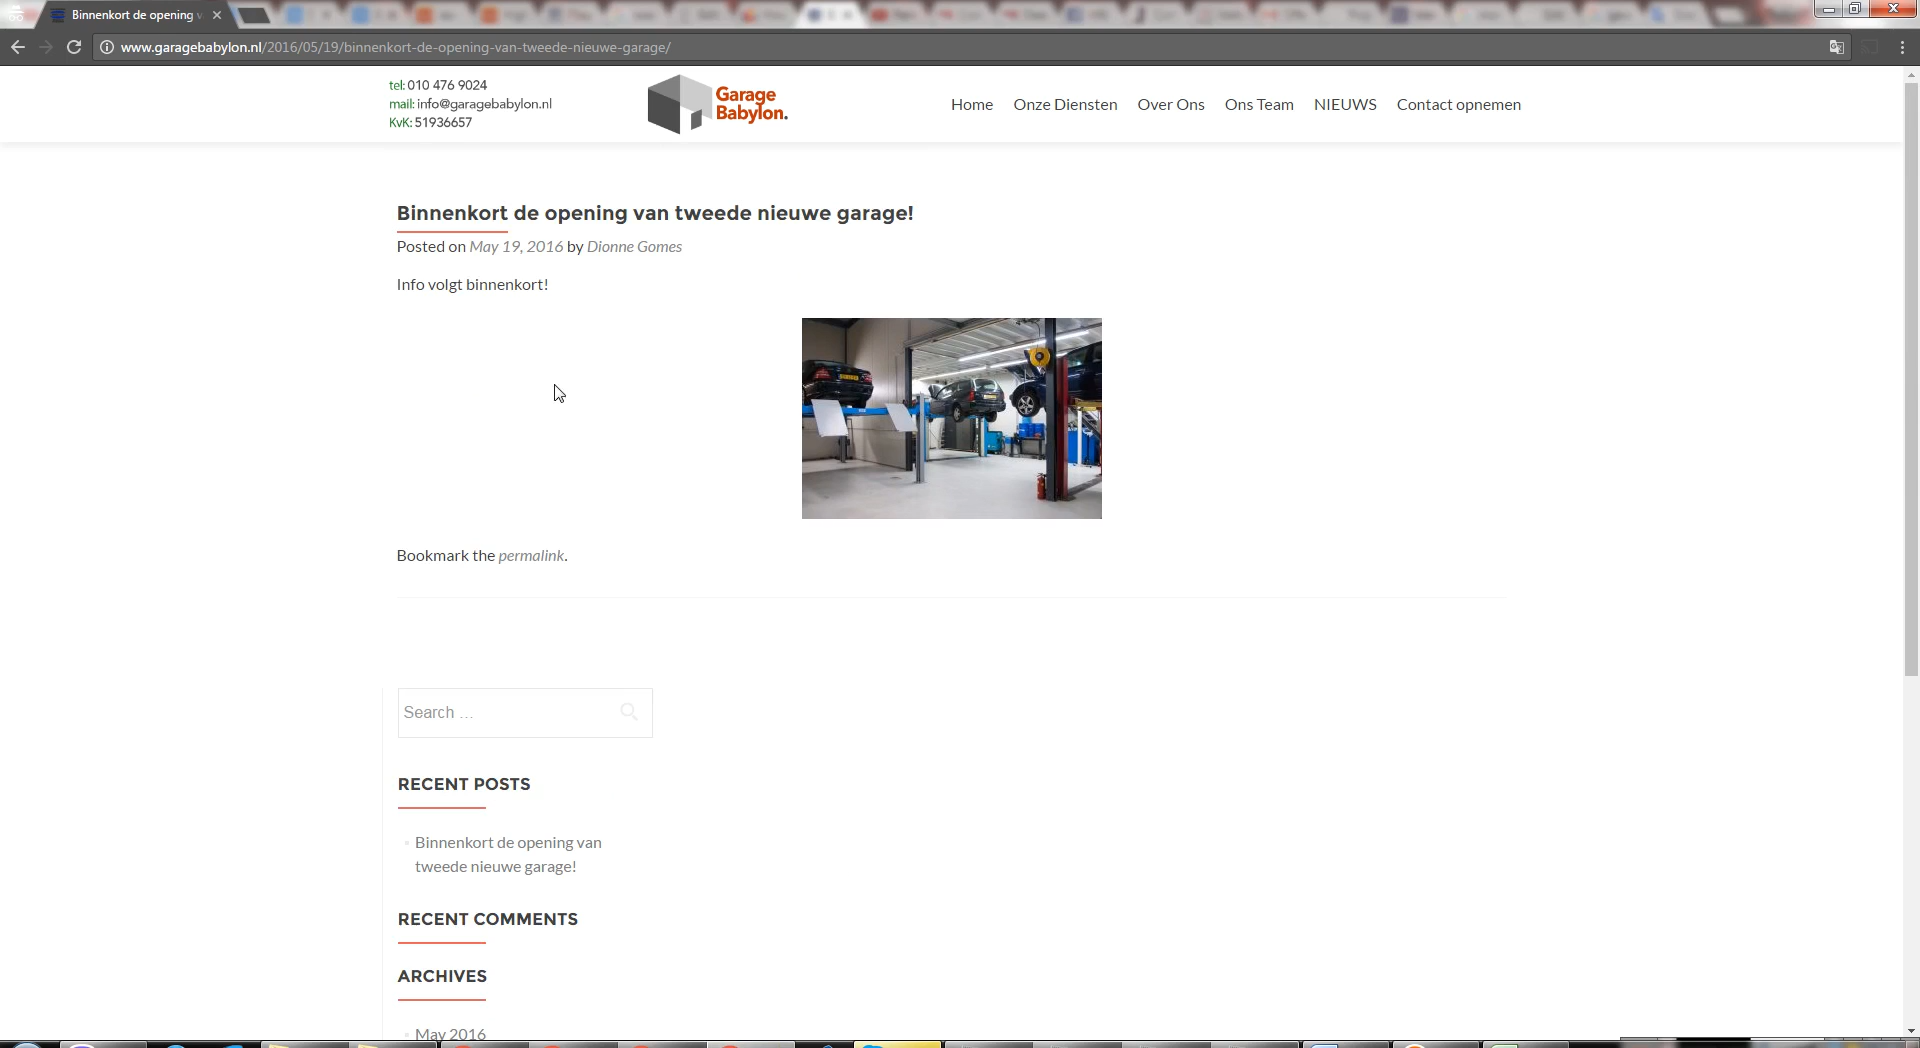 Binnenkort de opening v
www.garagebabylon.nl/2016/05/19/binnenkort-de-opening-van-tweede-nieuwe-garage/
tel: 010 476 9024
mail: info@garagebabylon.nl
KvK: 51936657
Garage
Babylon.
Home Onze Diensten Over Ons Ons Team NIEUWS Contact opnemen
Binnenkort de opening van tweede nieuwe garage!
Posted on May 19, 2016 by Dionne Gomes
Info volgt binnenkort!
Bookmark the permalink.
Search ...
RECENT POSTS
Binnenkort de opening van
tweede nieuwe garage!
RECENT COMMENTS
ARCHIVES
May 2016